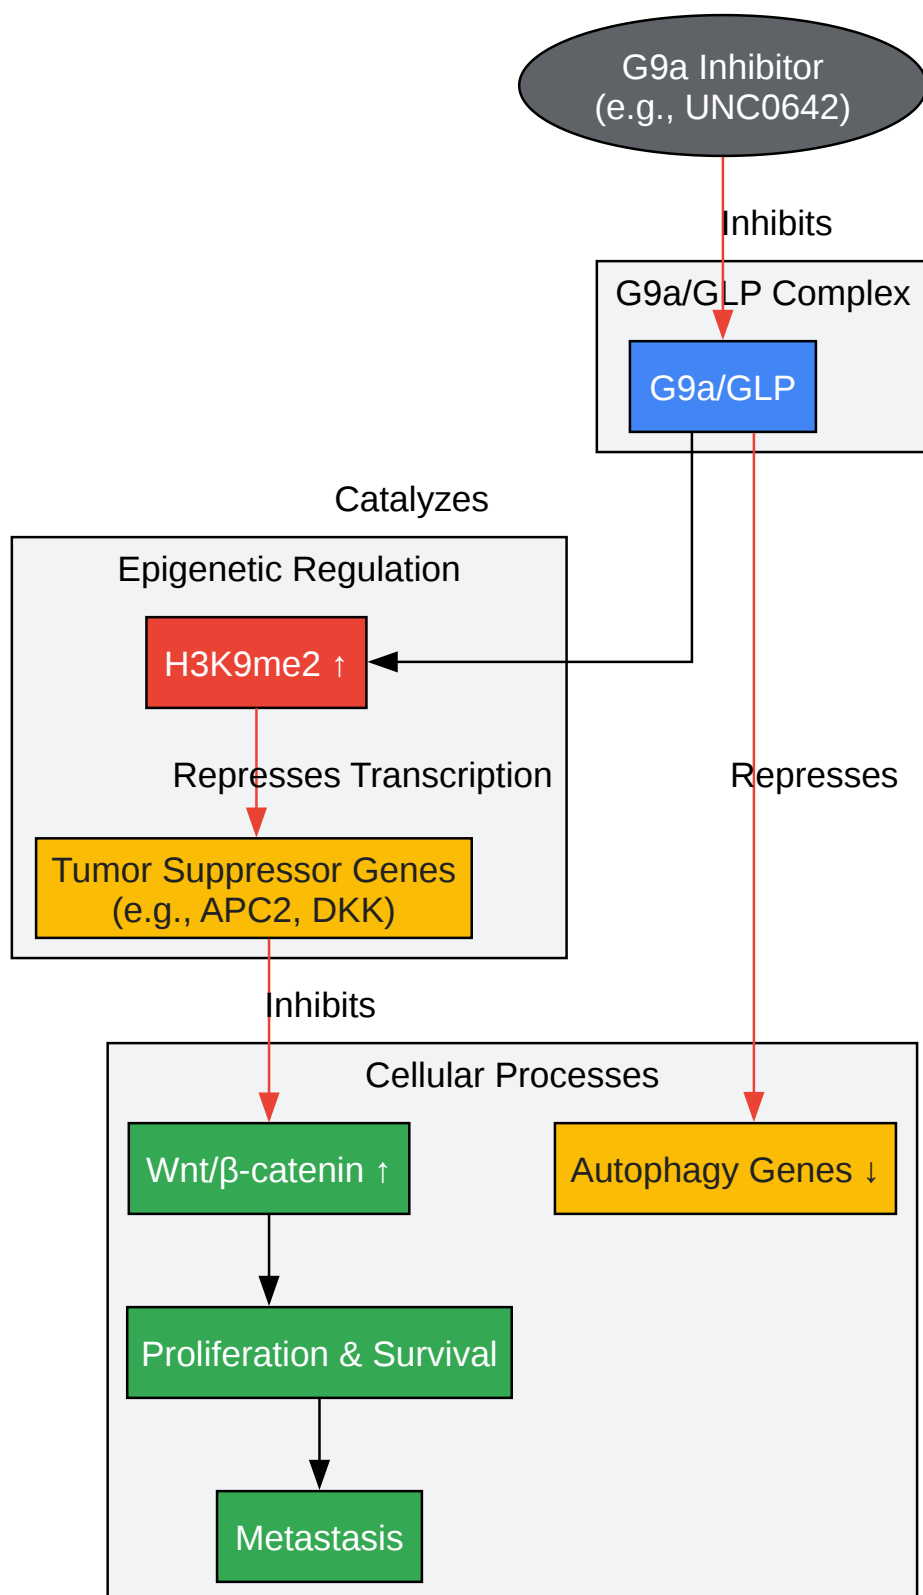 G9a Inhibitor
(e.g., UNC0642)
Inhibits
G9a/GLP Complex
G9a/GLP
Catalyzes
Epigenetic Regulation
H3K9me2 ↑
Represses Transcription
Represses
Tumor Suppressor Genes
(e.g., APC2, DKK)
Inhibits
Cellular Processes
Wnt/β-catenin ↑
Autophagy Genes ↓
Proliferation & Survival
Metastasis